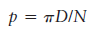 p = πD/N